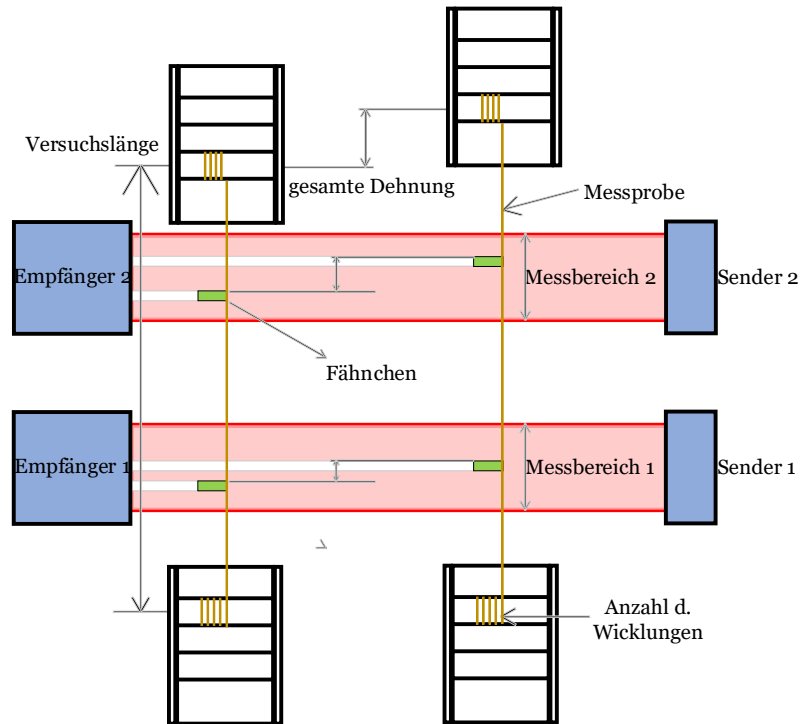 Versuchslänge
gesamte Dehnung
Messprobe
Empfänger 2
Messbereich 2
Sender 2
Fähnchen
Empfänger 1
Messbereich 1
Sender 1
Anzahl d.
Wicklungen